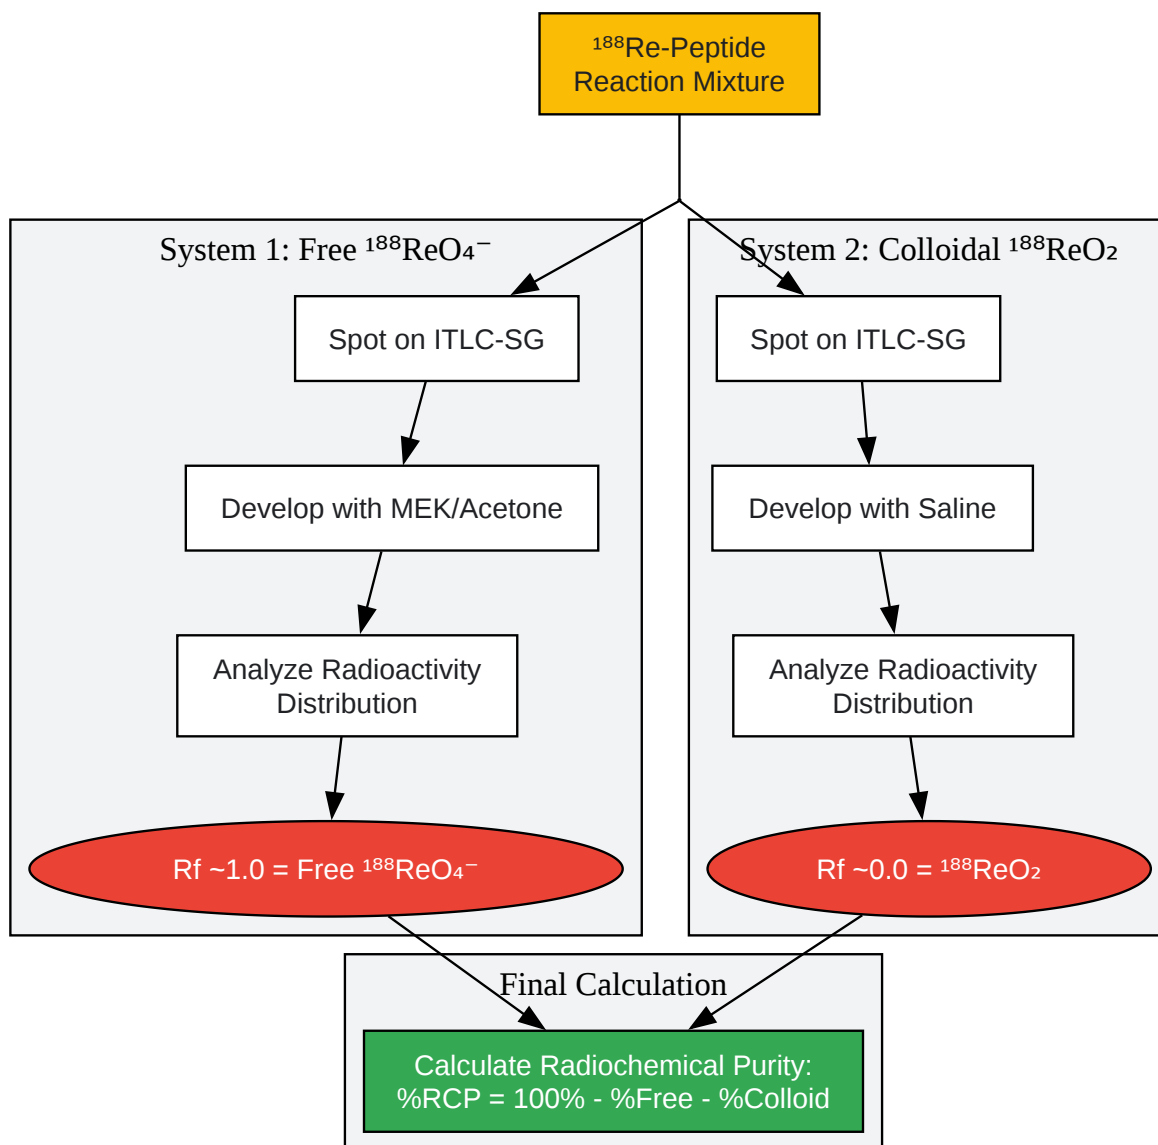 ¹⁸⁸Re-Peptide
Reaction Mixture
System 1: Free ¹⁸⁸ReO₄⁻
Spot on ITLC-SG
Develop with MEK/Acetone
Analyze Radioactivity
Distribution
Rf ~1.0 = Free ¹⁸⁸ReO₄⁻
System 2: Colloidal ¹⁸⁸ReO₂
Spot on ITLC-SG
Develop with Saline
Analyze Radioactivity
Distribution
Rf ~0.0 = ¹⁸⁸ReO₂
Final Calculation
Calculate Radiochemical Purity:
%RCP = 100% - %Free - %Colloid